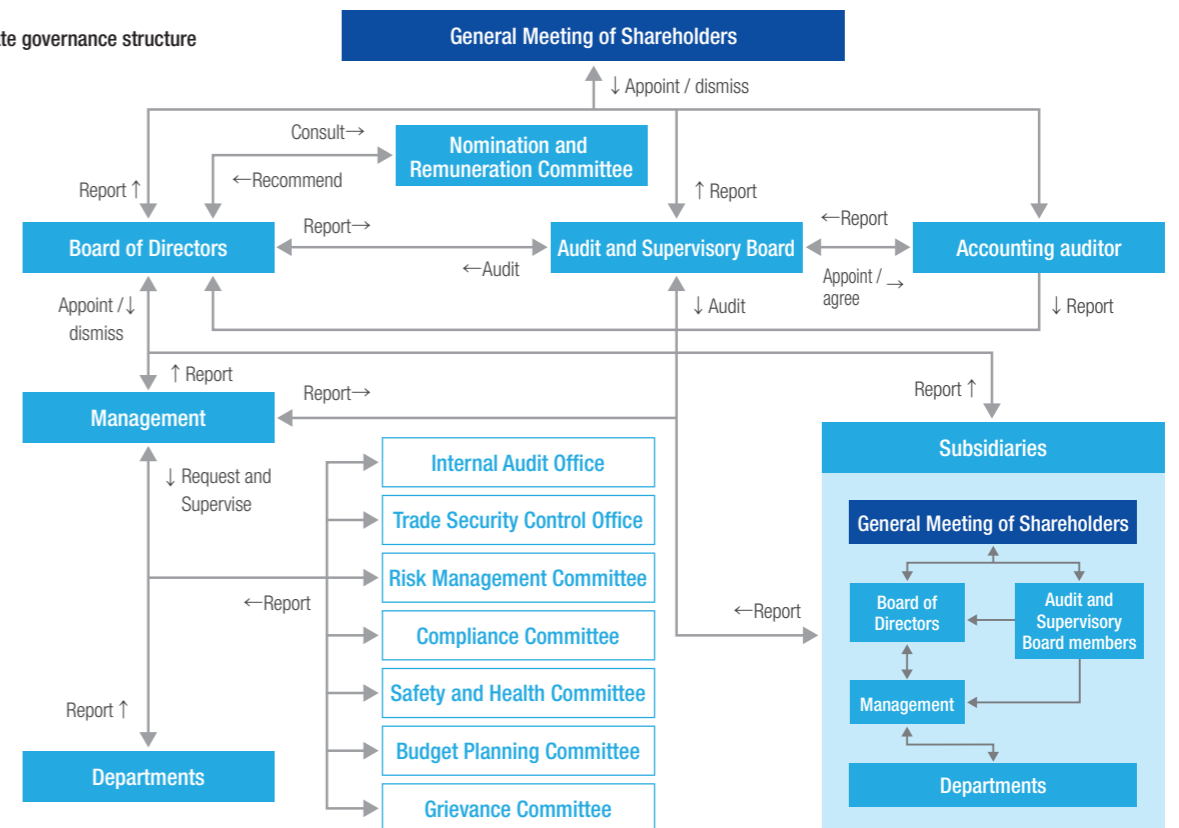 te governance structure
General Meeting of Shareholders
↓ Appoint / dismiss
Consult→
Nomination and
Remuneration Committee
←Recommend
Report ↑
↑ Report
Board of Directors
Report→
←Audit
Audit and Supervisory Board
←Report
Appoint / →
agree
Accounting auditor
Appoint /↓
dismiss
↓ Audit
↓ Report
↑ Report
Management
Report→
Report ↑
Subsidiaries
↓ Request and
Supervise
Internal Audit Office
Trade Security Control Office
Risk Management Committee
←Report
Compliance Committee
Safety and Health Committee
Budget Planning Committee
Grievance Committee
Report ↑
Departments
←Report
General Meeting of Shareholders
Board of
Directors
Audit and
Supervisory
Board members
Management
Departments